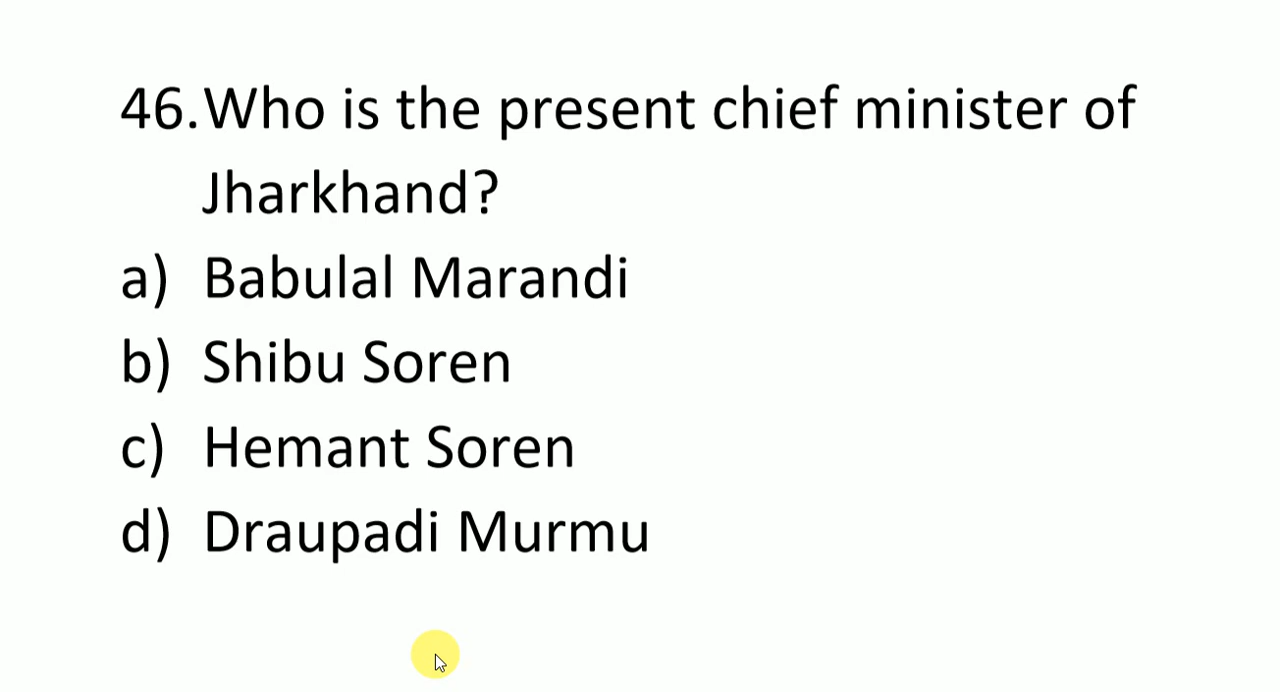 46.Who is the present chief minister of
Jharkhand?
a) Babulal Marandi
b) Shibu Soren
c) Hemant Soren
d) Draupadi Murmu